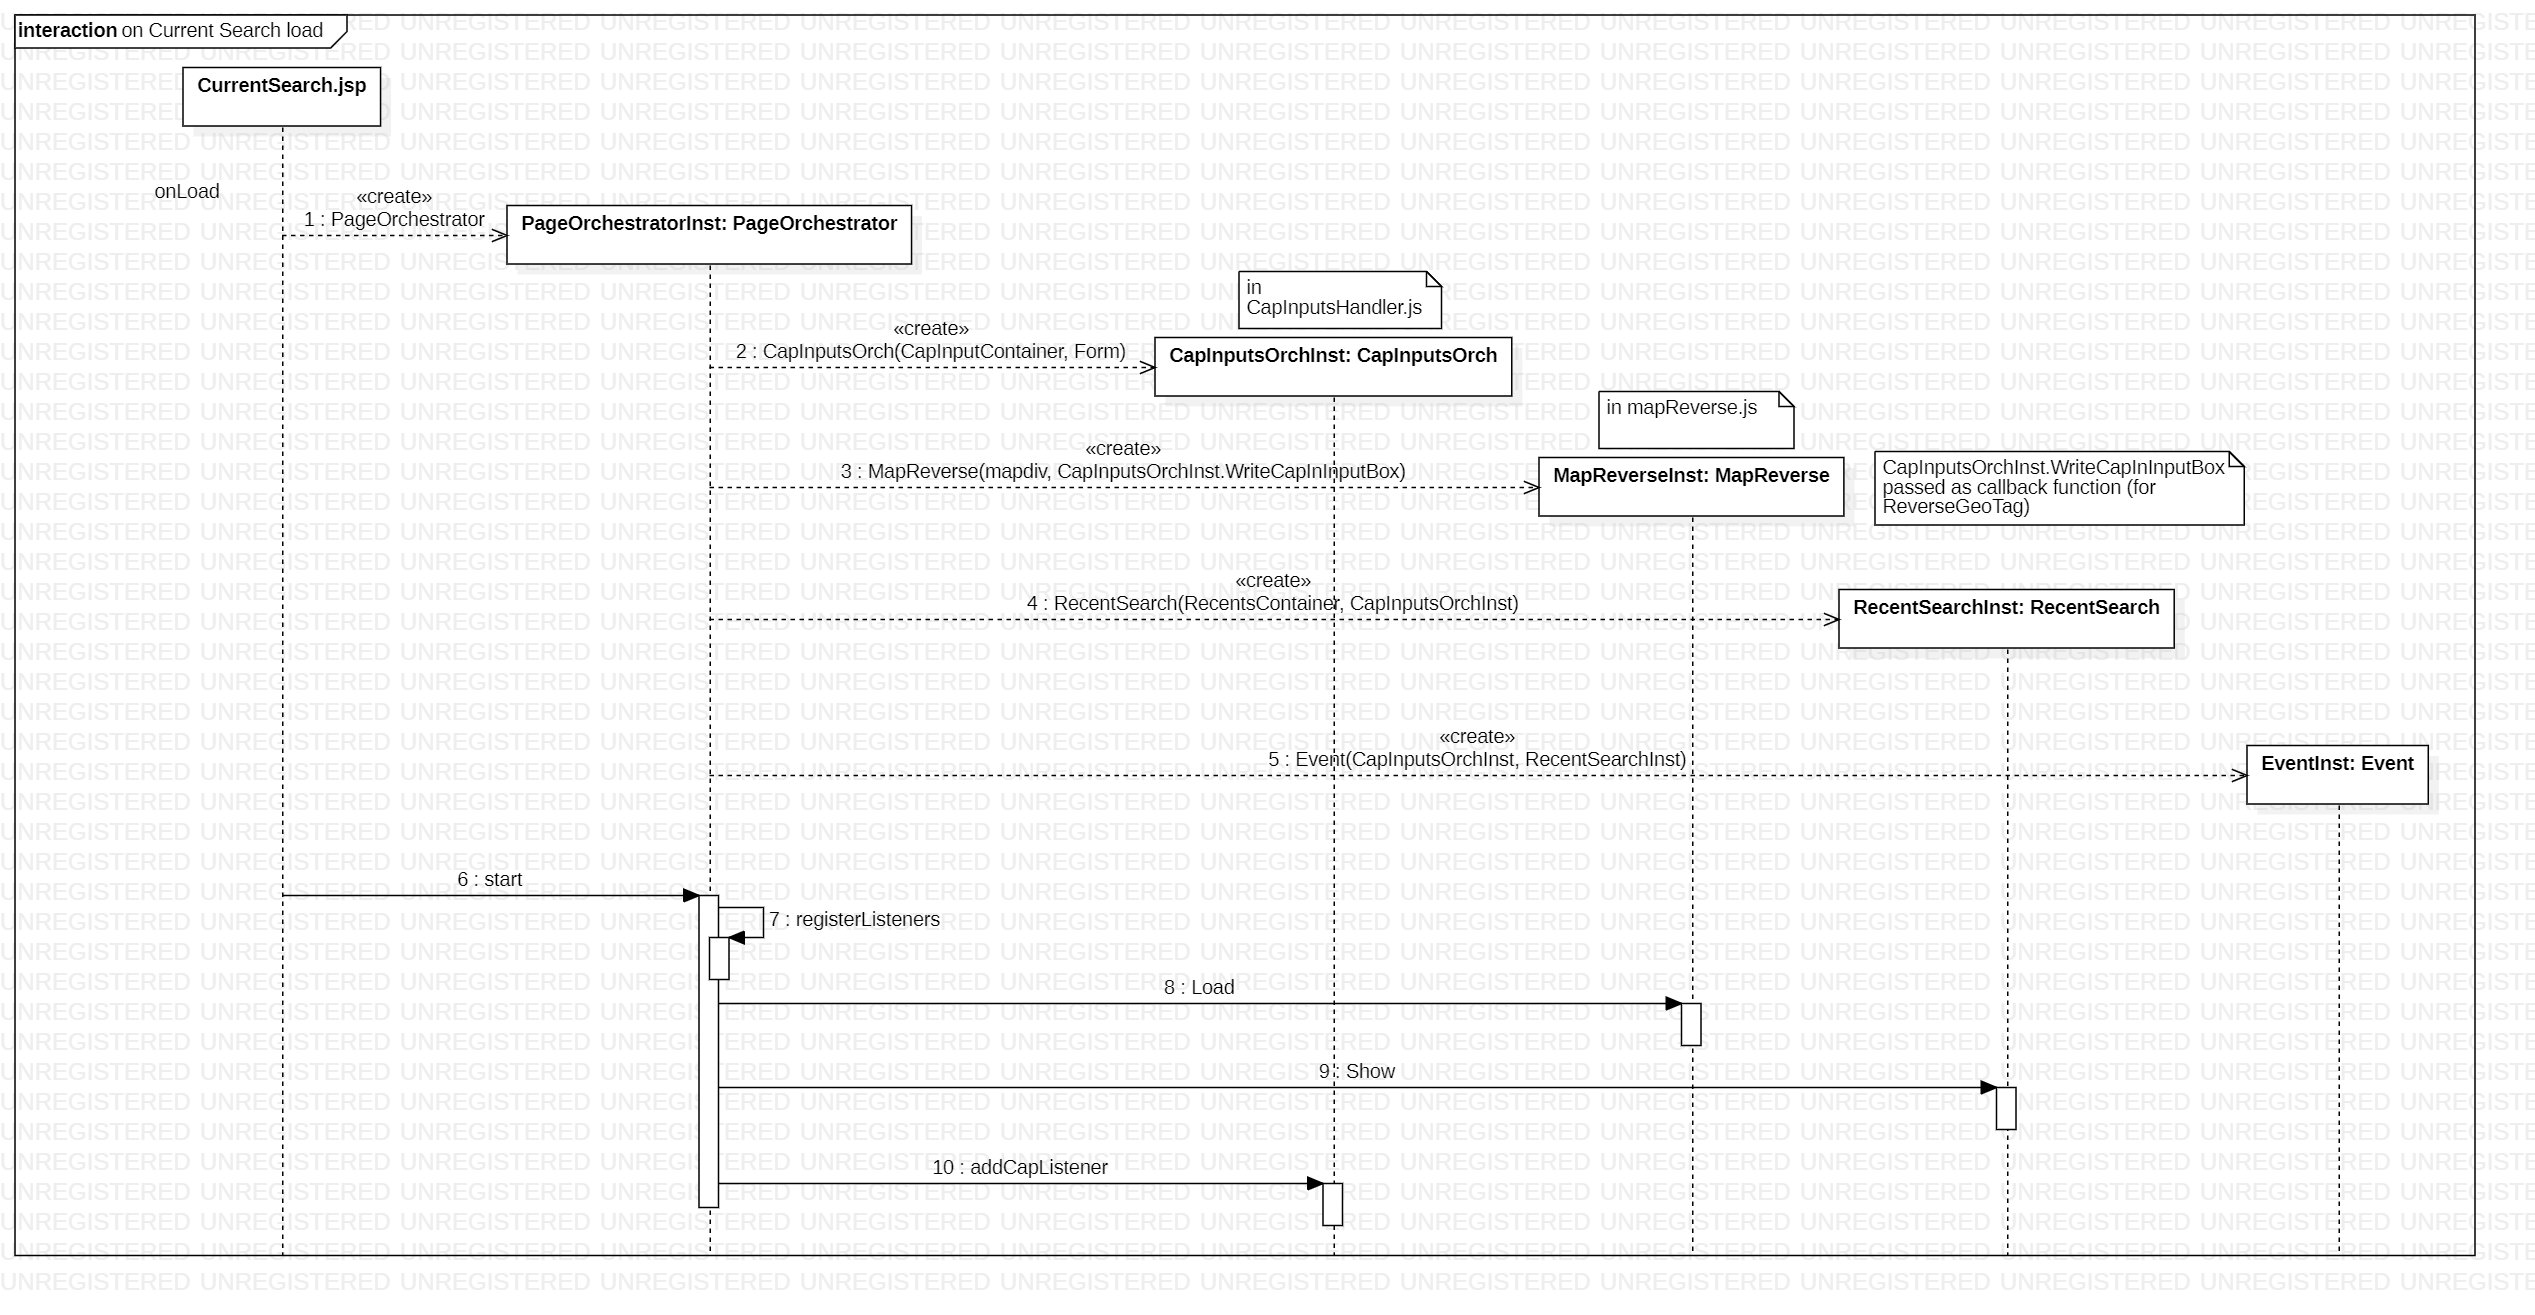 interaction on Current Search load
CurrentSearch.jsp
onLoad
«create»
1 : PageOrchestrator
PageOrchestratorInst: PageOrchestrator
in
CapInputsHandler.js
«create»
2 : CapInputsOrch(CapInputContainer, Form)
CapInputsOrchInst: CapInputsOrch
in mapReverse.js
«create»
3 : MapReverse(mapdiv, CapInputsOrchInst.WriteCapInInputBox)
MapReverseInst: MapReverse
CapInputsOrchInst.WriteCapInInputBox
passed as callback function (for
ReverseGeoTag)
«create»
4 : RecentSearch(RecentsContainer, CapInputsOrchInst)
RecentSearchInst: RecentSearch
«create»
5 : Event(CapInputsOrchInst, RecentSearchInst)
EventInst: Event
6 : start
7 : registerListeners
8 : Load
9 : Show
10 : addCapListener
UNREGISTERED